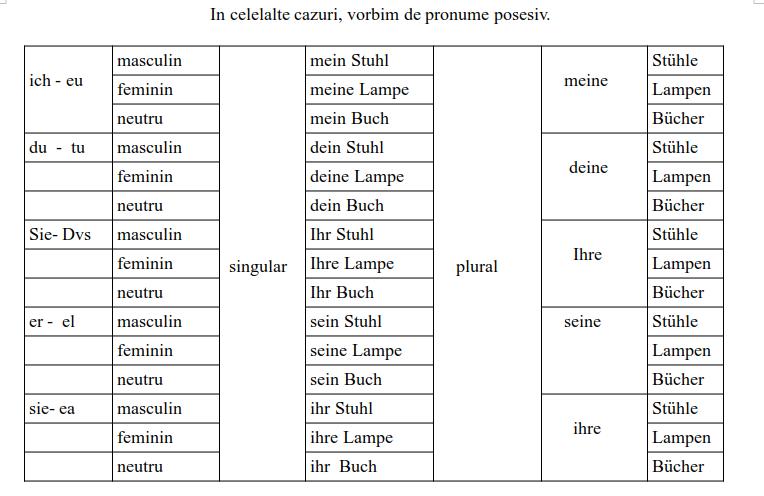 In celelalte cazuri, vorbim de pronume posesiv.
ich - eu masculin singular mein Stuhl plural meine Stühle
feminin meine Lampe Lampen
neutru mein Buch Bücher
du - tu masculin dein Stuhl deine Stühle
feminin deine Lampe Lampen
neutru dein Buch Bücher
Sie- Dvs masculin Ihr Stuhl Ihre Stühle
feminin Ihre Lampe Lampen
neutru Ihr Buch Bücher
er - el masculin sein Stuhl seine Stühle
feminin seine Lampe Lampen
neutru sein Buch Bücher
sie- ea masculin ihr Stuhl ihre Stühle
feminin ihre Lampe Lampen
neutru ihr Buch Bücher